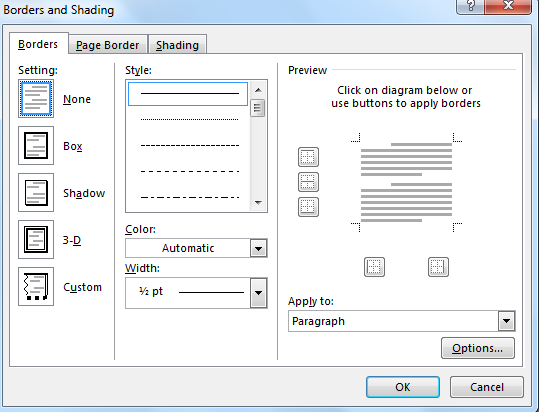 Borders and Shading
?
X
Borders
Page Border
Shading
Setting:
None
Box
Shadow
3-D
Custom
Style:
Color:
Automatic
Width:
½ pt
Preview
Click on diagram below or
use buttons to apply borders
Apply to:
Paragraph
Options...
OK
Cancel